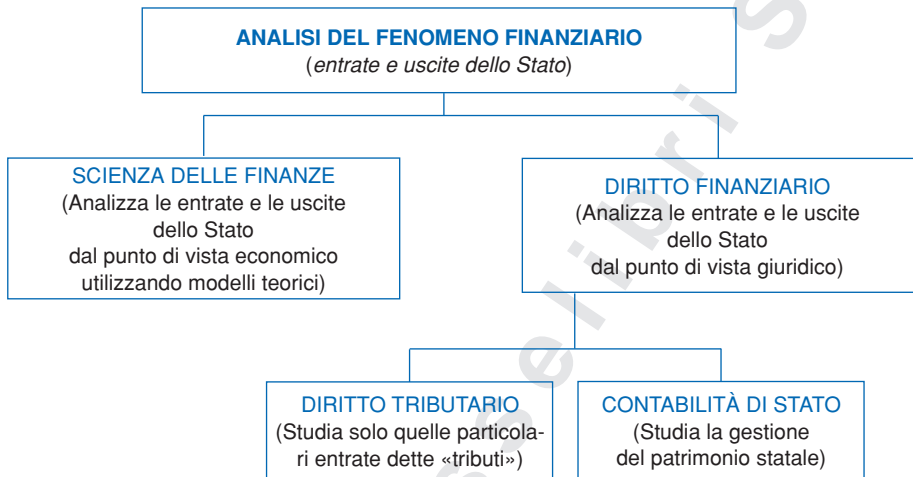 ANALISI DEL FENOMENO FINANZIARIO
(entrate e uscite dello Stato)
SCIENZA DELLE FINANZE
(Analizza le entrate e le uscite
dello Stato
dal punto di vista economico
utilizzando modelli teorici)
DIRITTO FINANZIARIO
(Analizza le entrate e le uscite
dello Stato
dal punto di vista giuridico)
DIRITTO TRIBUTARIO
(Studia solo quelle particola-
ri entrate dette «tributi»)
CONTABILITÀ DI STATO
(Studia la gestione
del patrimonio statale)